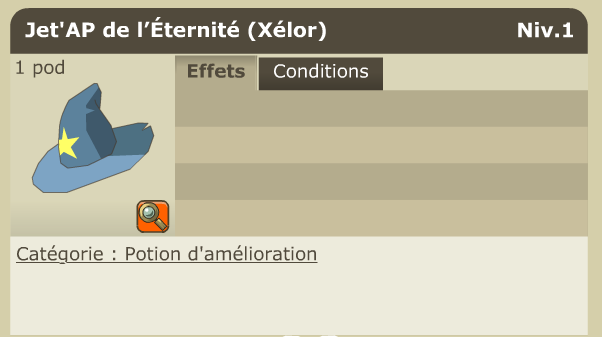 Jet'AP de l’Éternité (Xélor) Niv.1
1 pod
Effets Conditions
Catégorie : Potion d'amélioration